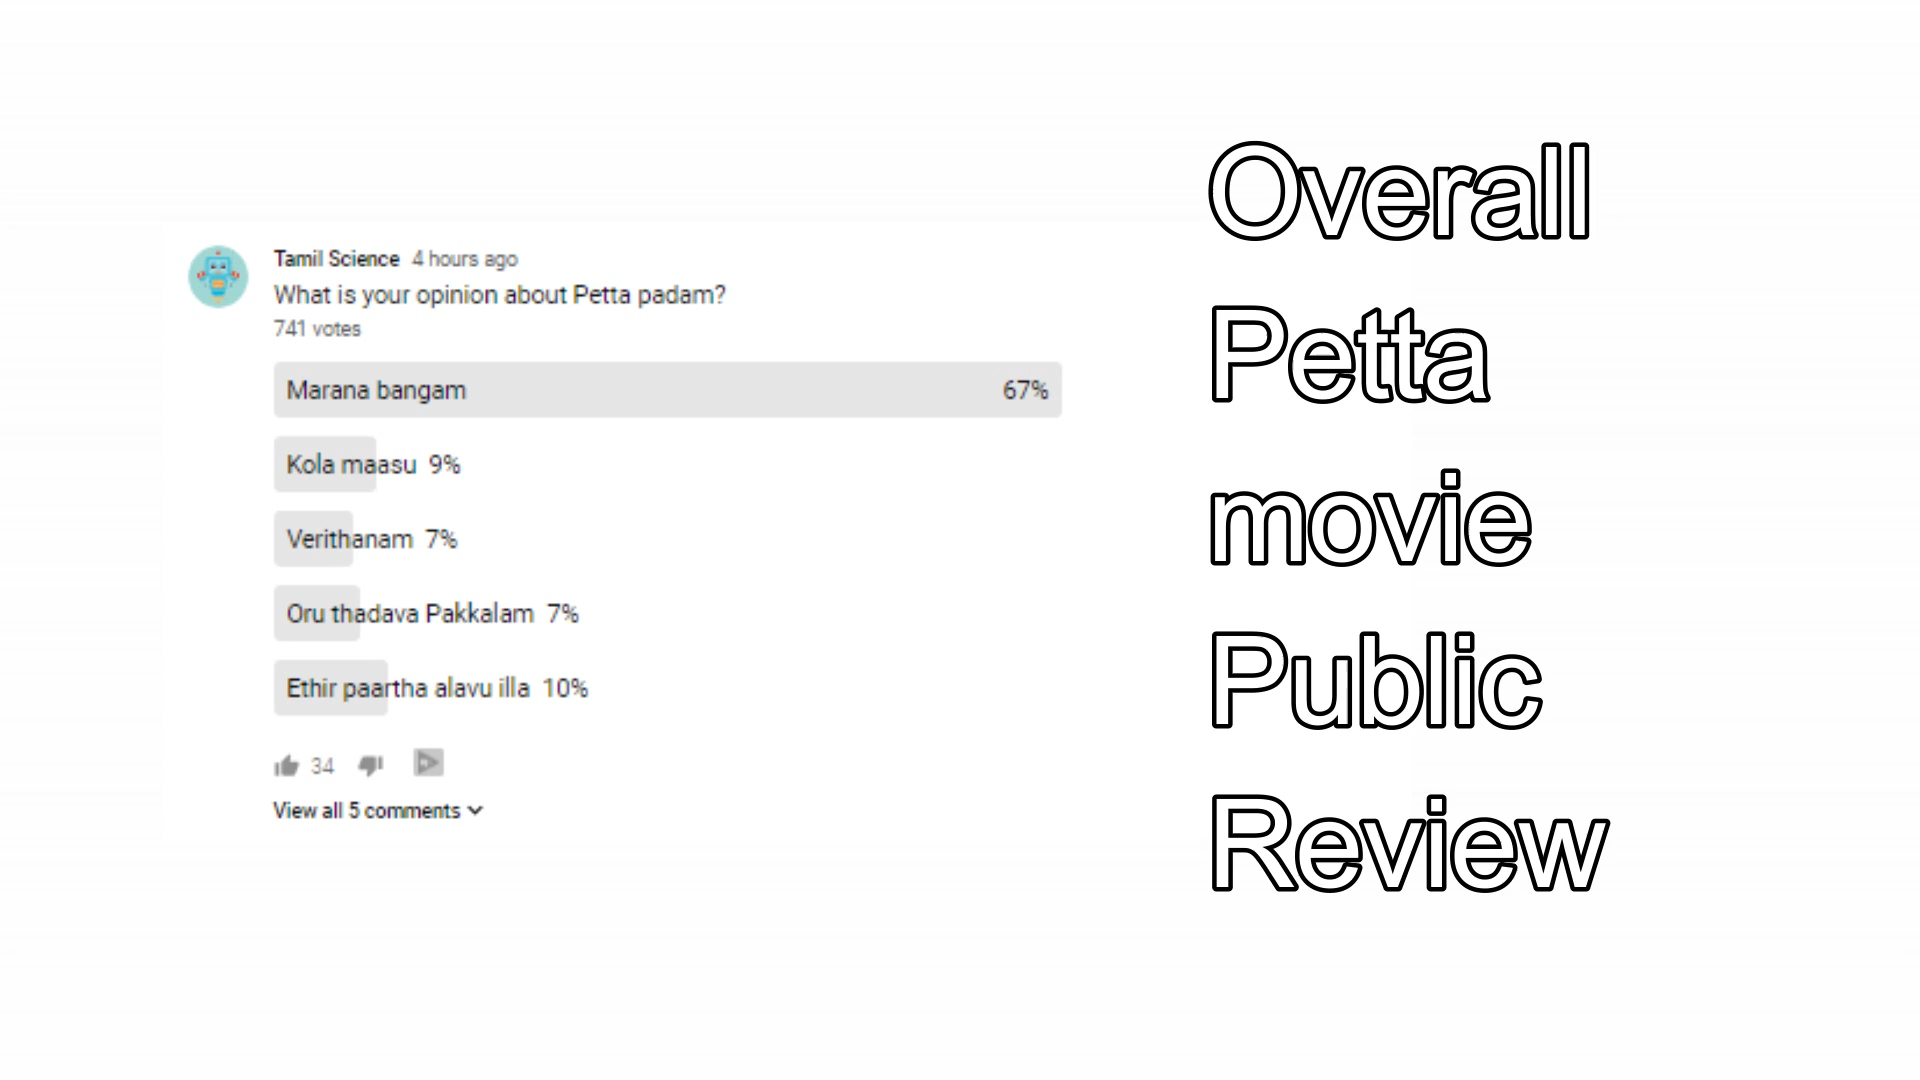 Tamil Science 4 hours ago
What is your opinion about Petta padam?
741 votes
Marana bangam 67%
Kola maasu 9%
Verithanam 7%
Oru thadava Pakkalam 7%
Ethir paartha alavu illa 10%
34
View all 5 comments
Overall
Petta
movie
Public
Review